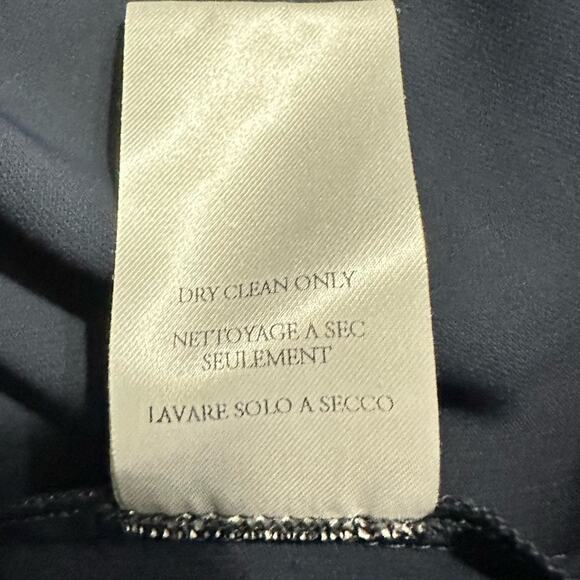 DRY CLEAN ONLY
NETTOYAGE A SEC
SEULEMENT
LAVARE SOLO A SECCO